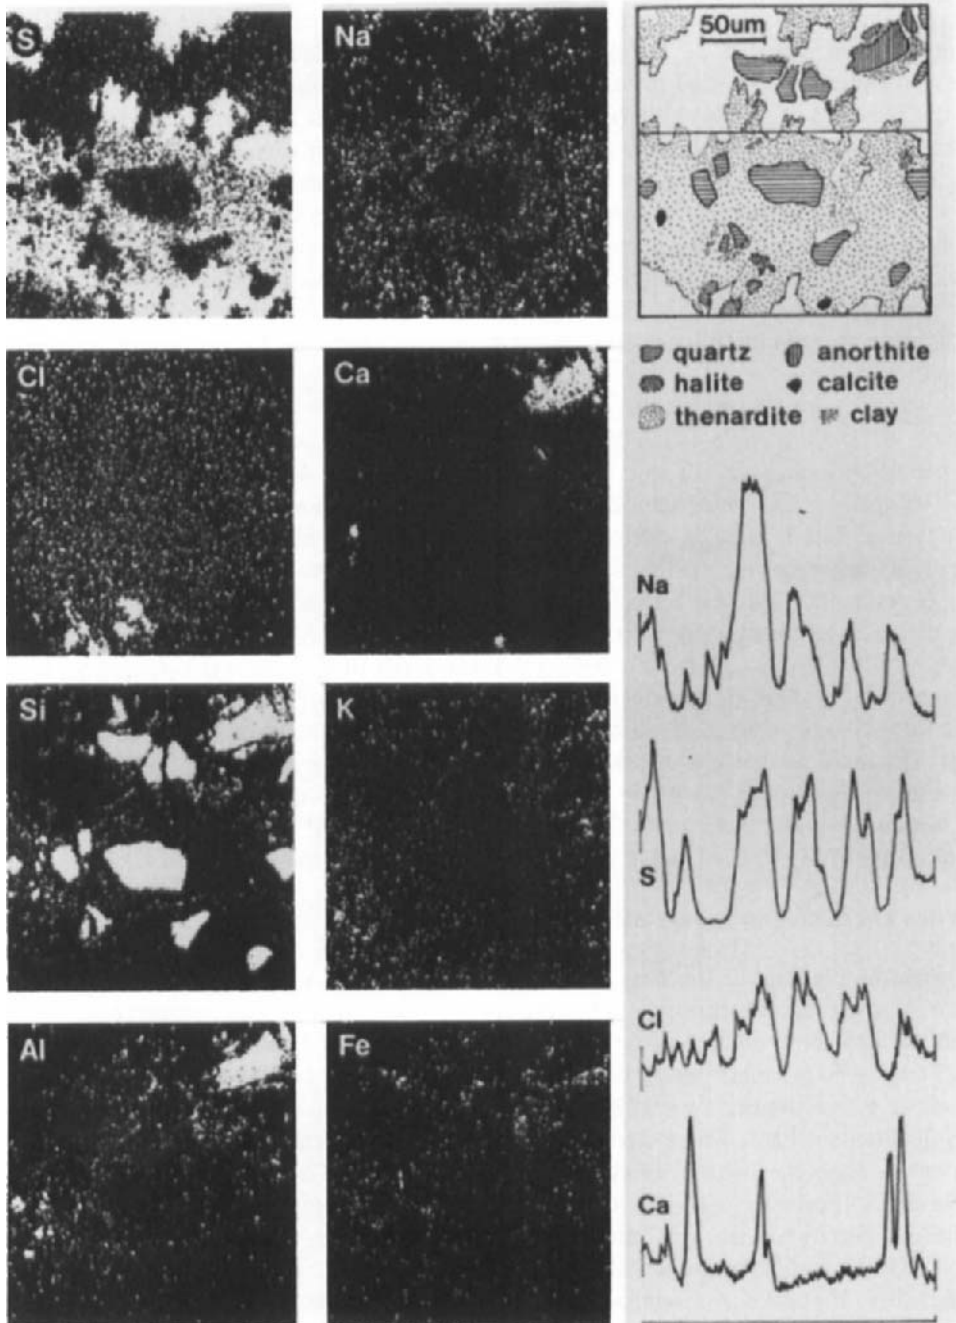 S
Na
50um
Cl
Ca
quartz
anorthite
halite
calcite
thenardite
clay
Na
Si
K
S
Al
Fe
Cl
Ca